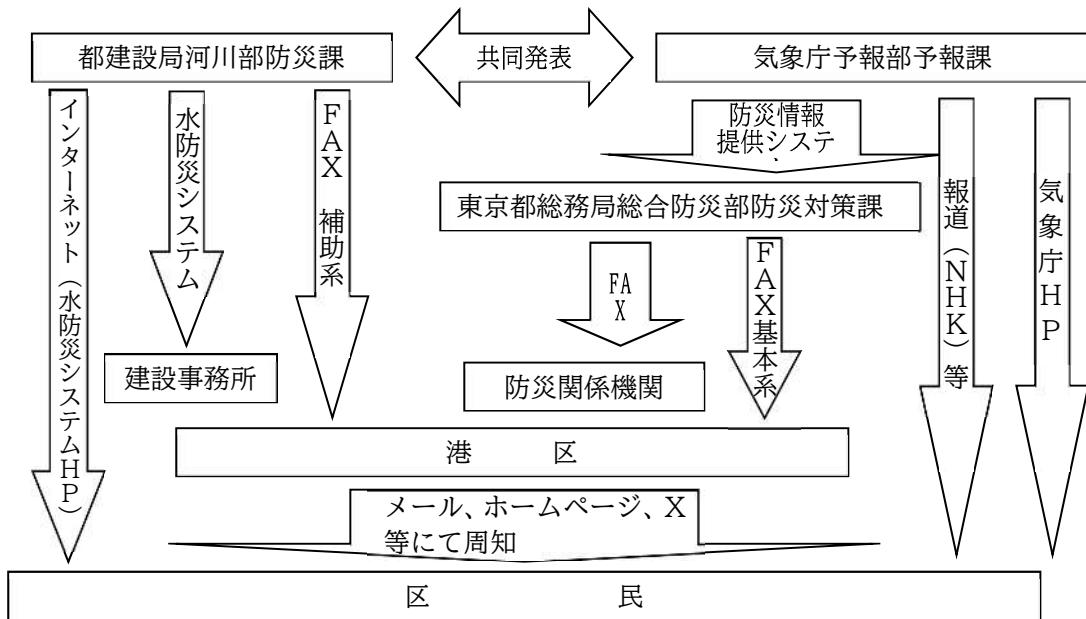 都建設局河川部防災課
共同発表
気象庁予報部予報課
インターネット（水防災システムHP）
水防災システム
FAX 補助系
防災情報
提供システ
東京都総務局総合防災部防災対策課
報道（NHK）等
気象庁HP
FA
X
FAX基本系
建設事務所
防災関係機関
港 区
メール、ホームページ、X
等にて周知
区 民